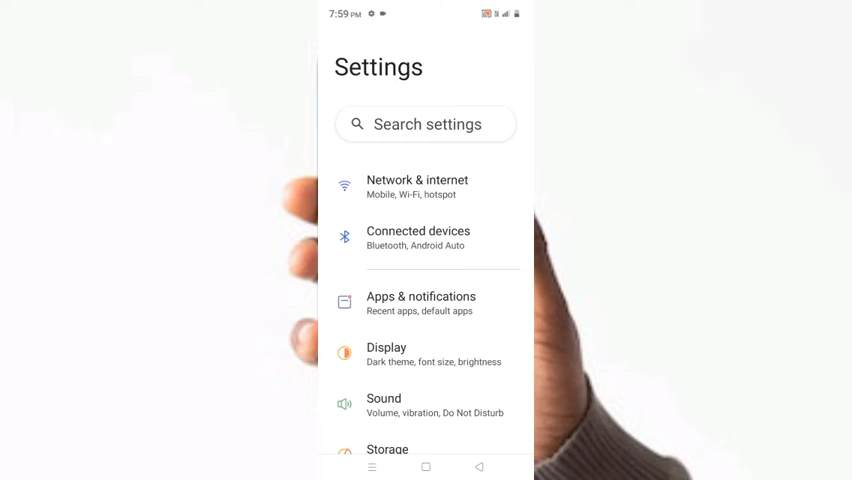 7:59 PM
Settings
Search settings
Network & internet
Mobile, Wi-Fi, hotspot
Connected devices
Bluetooth, Android Auto
Apps & notifications
Recent apps, default apps
Display
Dark theme, font size, brightness
Sound
Volume, vibration, Do Not Disturb
Storage